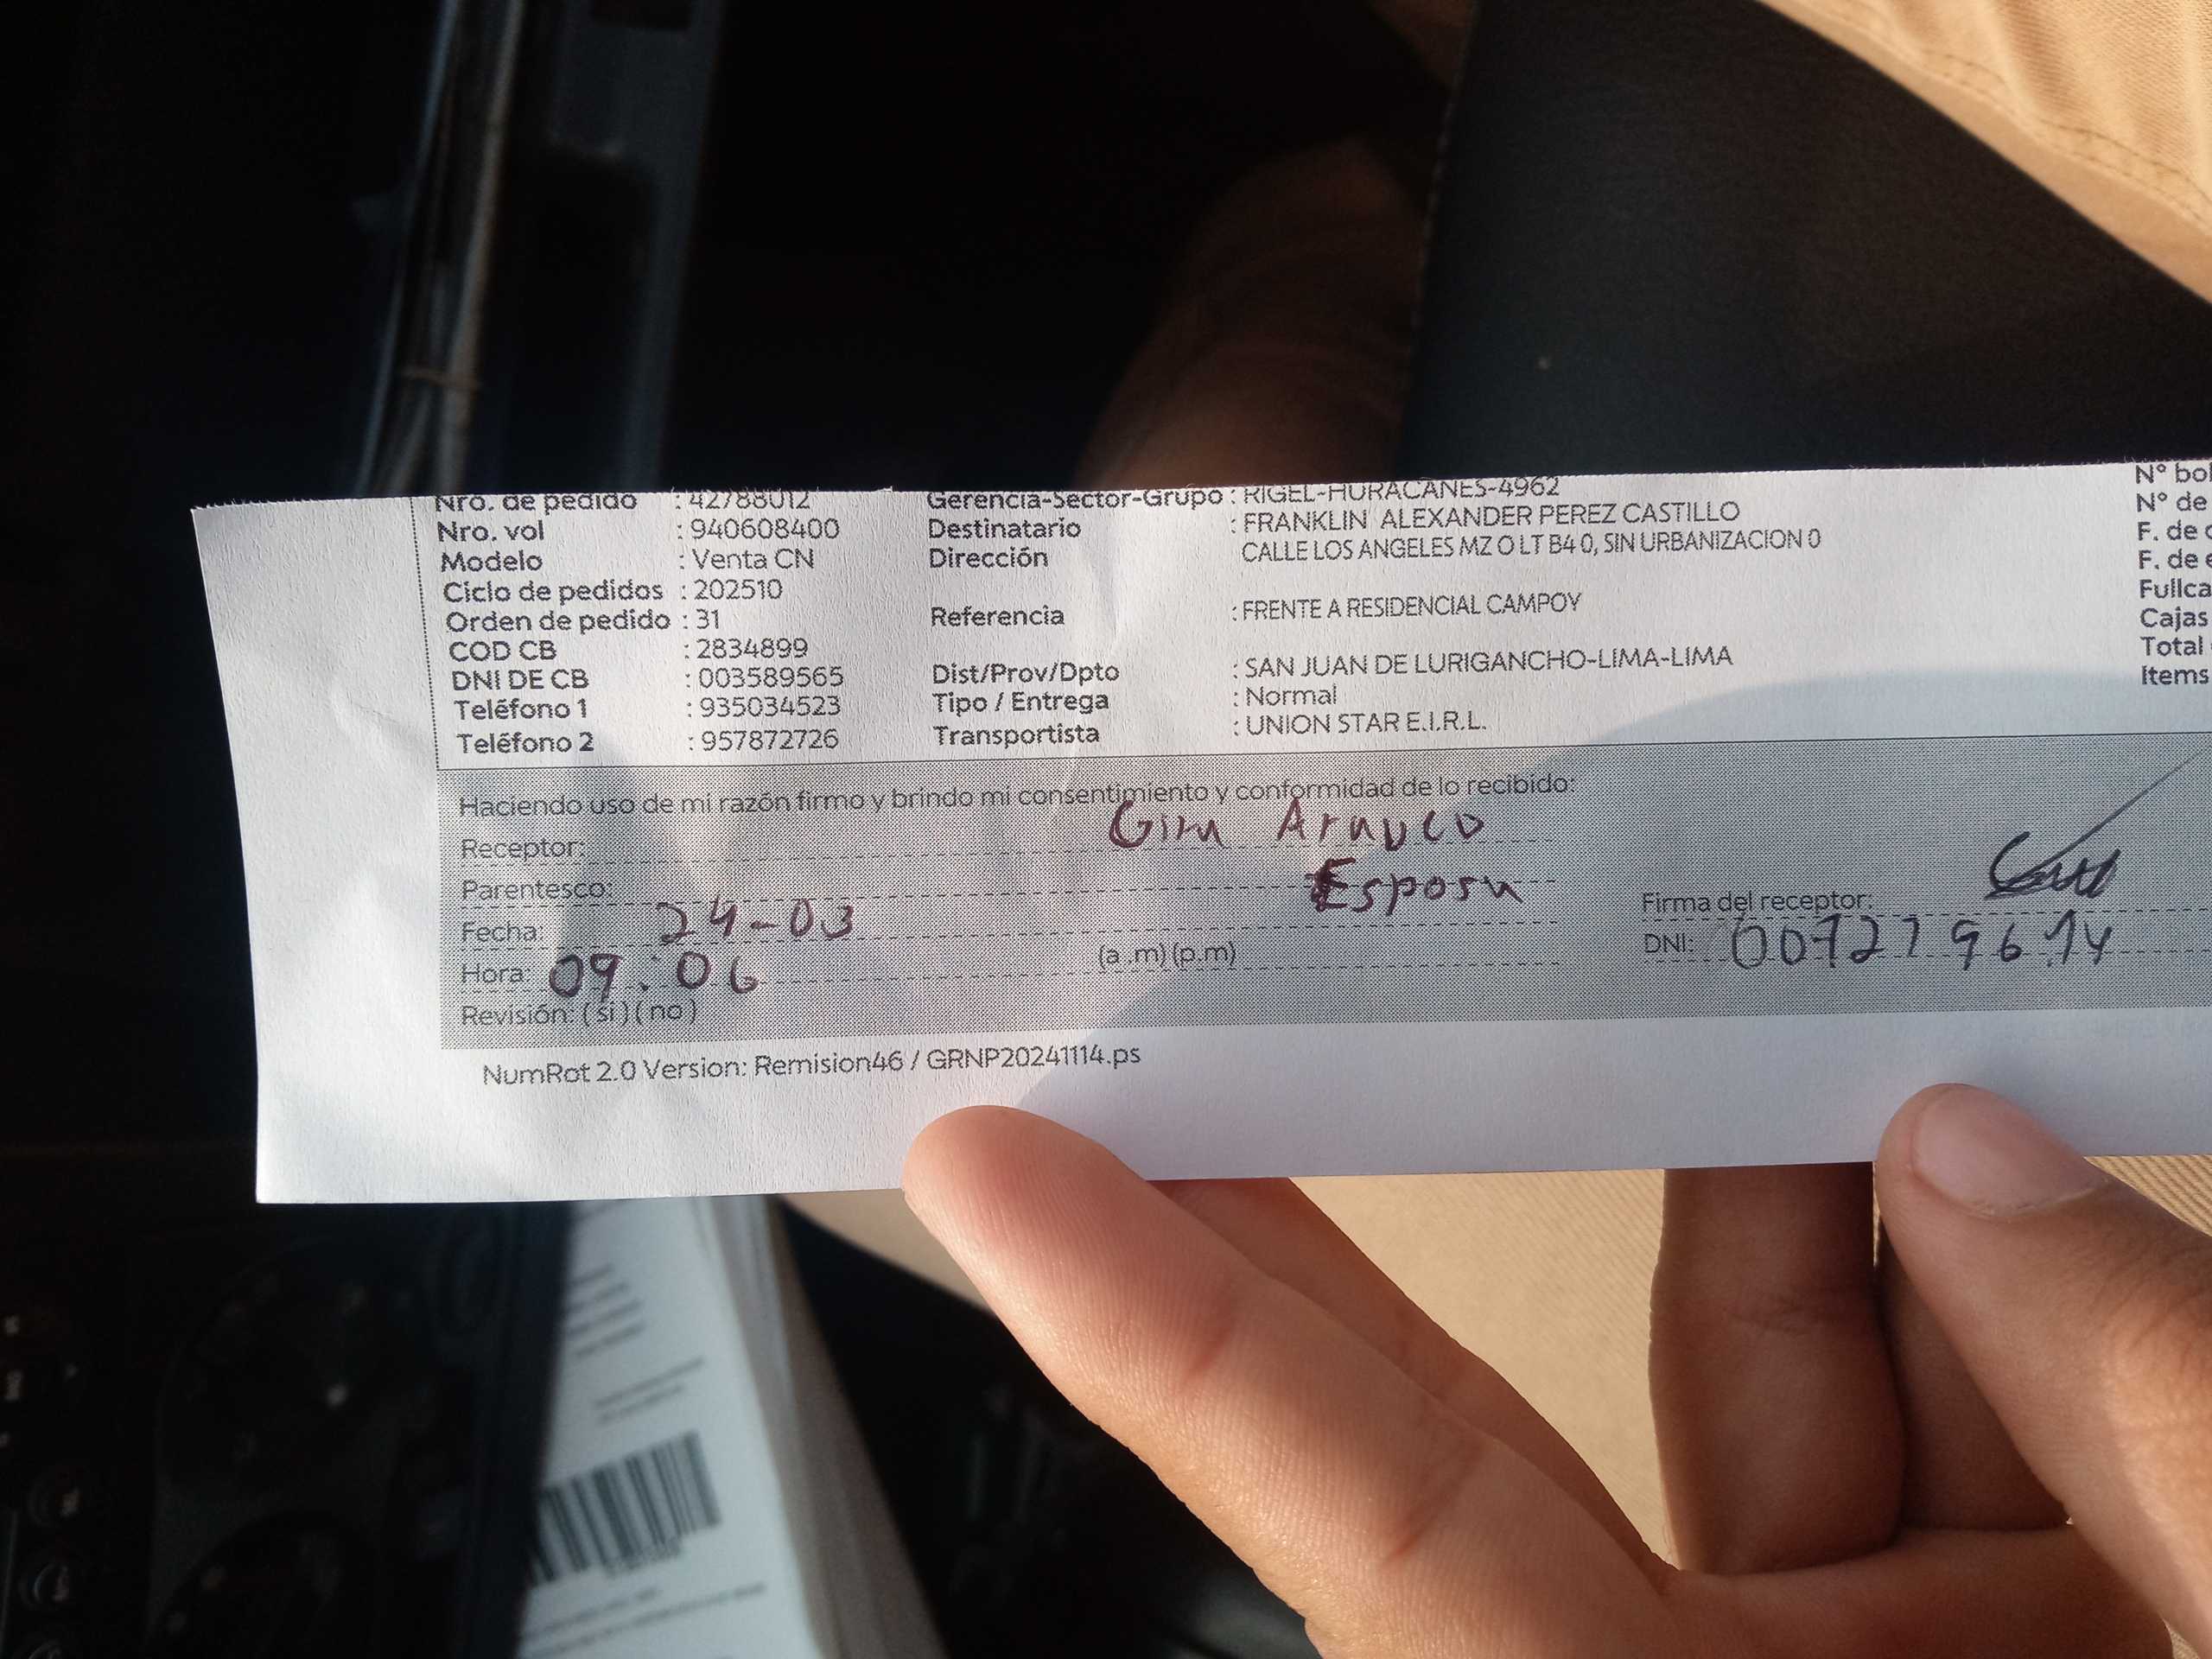 Nro. de pedido : 42788012
Nro. vol : 940608400
Modelo : Venta CN
Ciclo de pedidos : 202510
Orden de pedido : 31
COD CB : 2834899
DNI DE CB : 003589565
Teléfono 1 : 935034523
Teléfono 2 : 957872726
Gerencia-Sector-Grupo : RIGEL-HURACANES-4962
Destinatario : FRANKLIN ALEXANDER PEREZ CASTILLO
Dirección CALLE LOS ANGELES MZ O LT B4 0, SIN URBANIZACION 0
Referencia : FRENTE A RESIDENCIAL CAMPOY
Dist/Prov/Dpto : SAN JUAN DE LURIGANCHO-LIMA-LIMA
Tipo / Entrega : Normal
Transportista : UNION STAR E.I.R.L.
N° bol
N° de
F. de
F. de
Fullca
Cajas
Total
Items
Haciendo uso de mi razón firmo y brindo mi consentimiento y conformidad de lo recibido:
Receptor:
Parentesco: Esposa
Fecha: 24-03
Hora: 09:06 (a .m) (p.m)
Revisión: ( si ) ( no )
Firma del receptor:
DNI:
NumRot 2.0 Version: Remision46 / GRNP20241114.ps